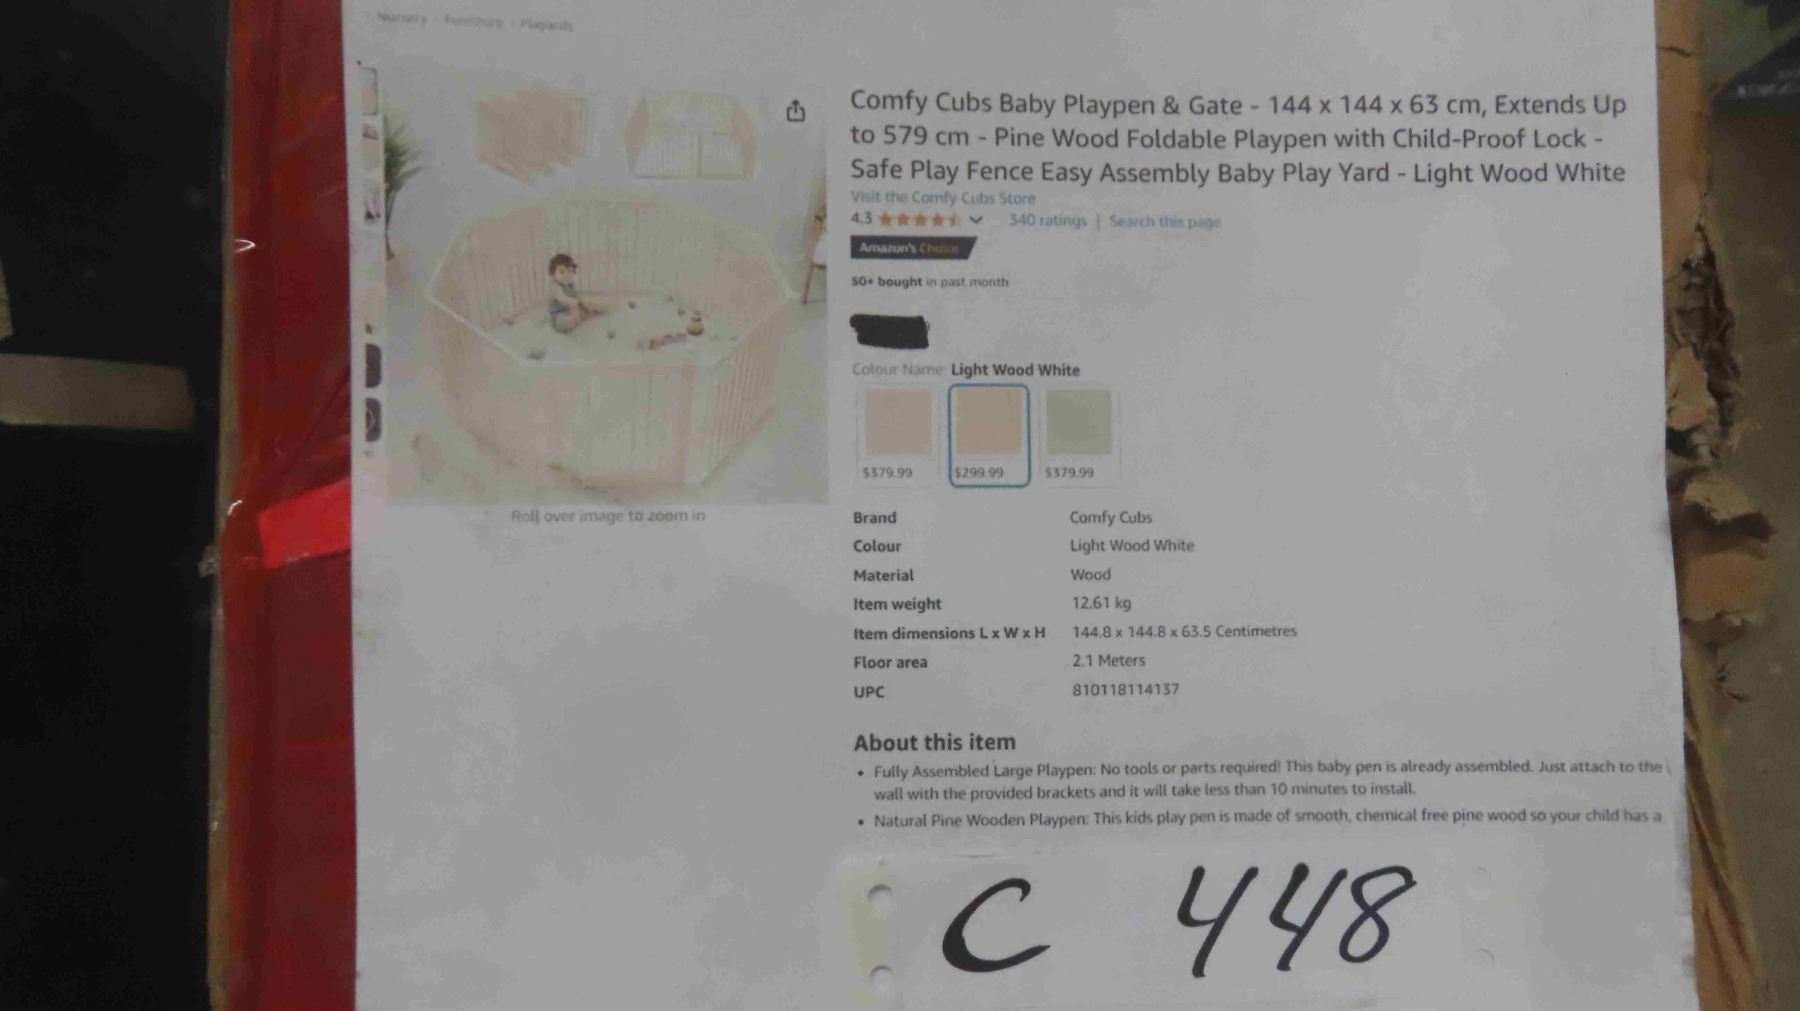 Nursery › Furniture › Playards
Comfy Cubs Baby Playpen & Gate - 144 x 144 x 63 cm, Extends Up
to 579 cm - Pine Wood Foldable Playpen with Child-Proof Lock -
Safe Play Fence Easy Assembly Baby Play Yard - Light Wood White
Visit the Comfy Cubs Store
4.3 340 ratings | Search this page
Amazon's Choice
50+ bought in past month
Colour Name: Light Wood White
$379.99 $299.99 $379.99
Roll over image to zoom in
Brand Comfy Cubs
Colour Light Wood White
Material Wood
Item weight 12.61 kg
Item dimensions L x W x H 144.8 x 144.8 x 63.5 Centimetres
Floor area 2.1 Meters
UPC 810118114137
About this item
• Fully Assembled Large Playpen: No tools or parts required! This baby pen is already assembled. Just attach to the
wall with the provided brackets and it will take less than 10 minutes to install.
• Natural Pine Wooden Playpen: This kids play pen is made of smooth, chemical free pine wood so your child has a
C 448